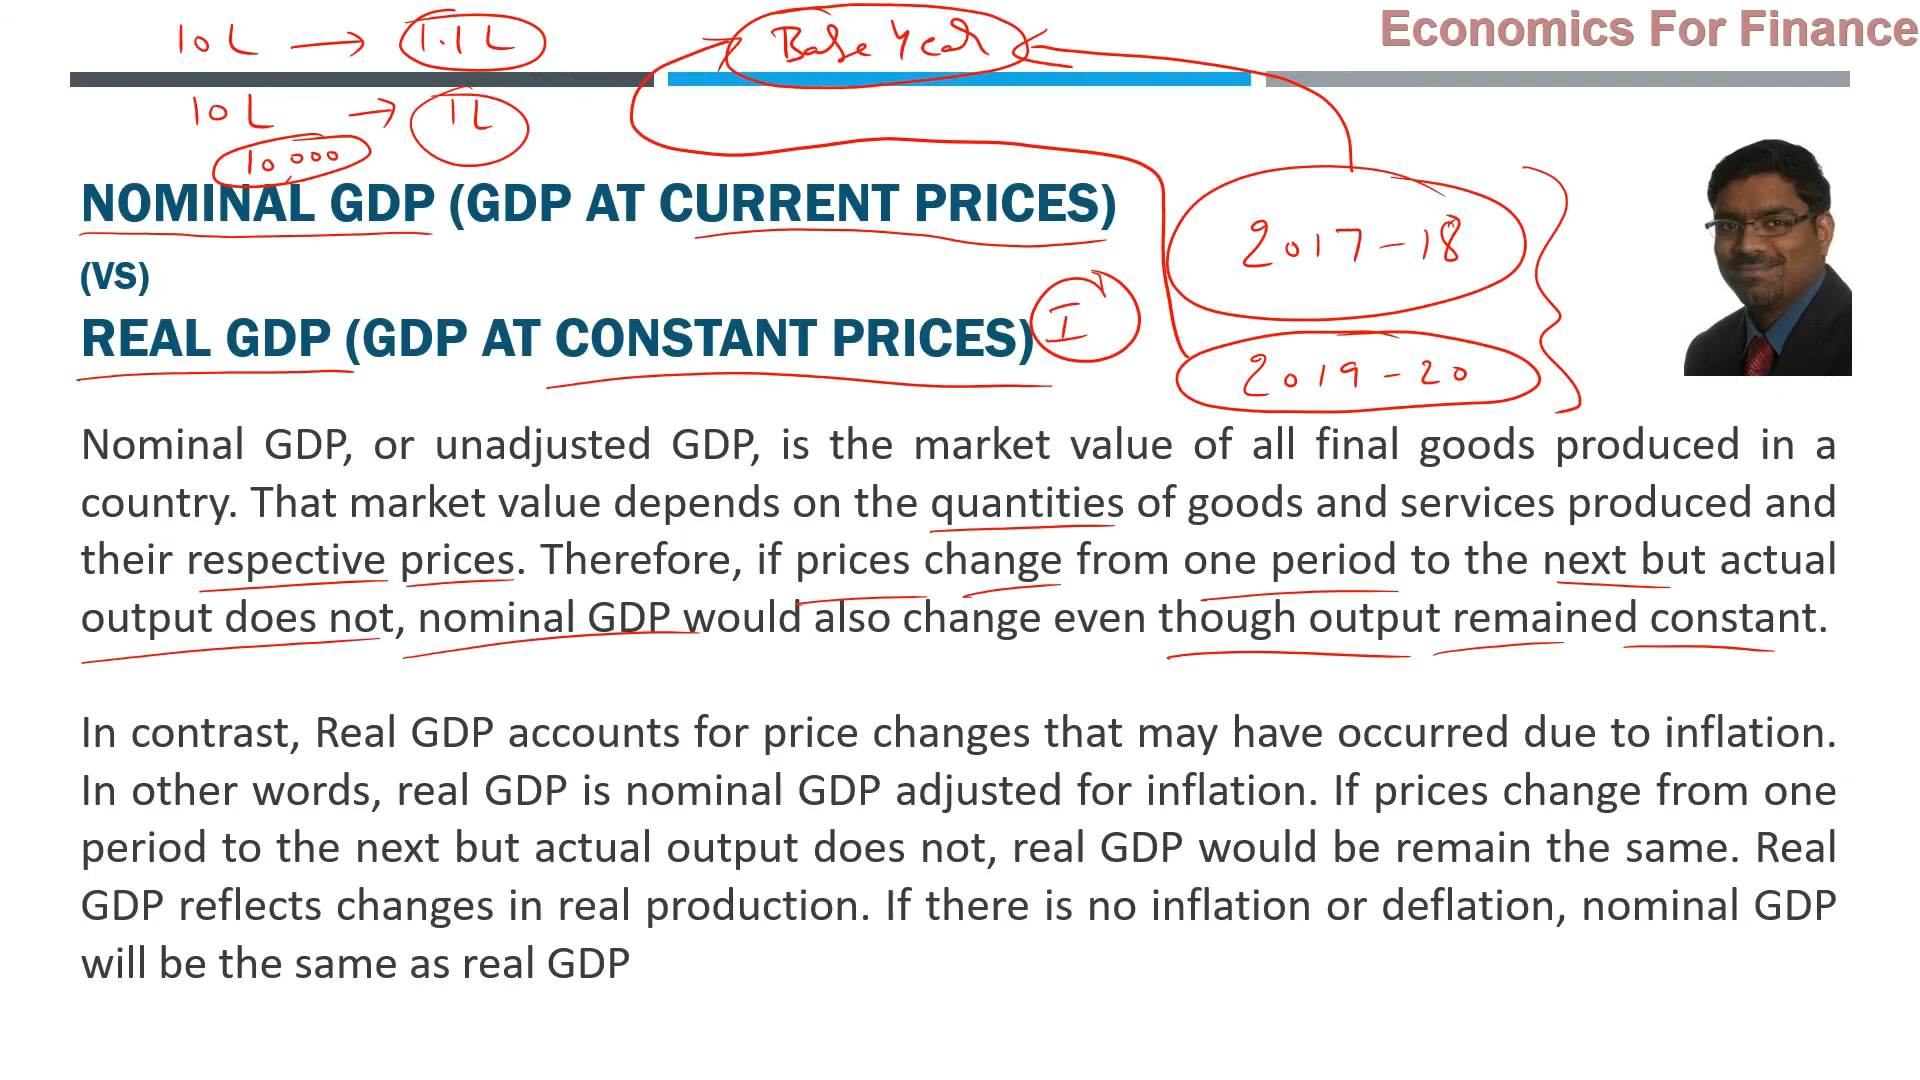 Economics For Finance
10 L → 1.1 L
Base Year
10 L → 1 L
10,000
NOMINAL GDP (GDP AT CURRENT PRICES)
2017-18
(VS)
REAL GDP (GDP AT CONSTANT PRICES)
I
2019-20
Nominal GDP, or unadjusted GDP, is the market value of all final goods produced in a
country. That market value depends on the quantities of goods and services produced and
their respective prices. Therefore, if prices change from one period to the next but actual
output does not, nominal GDP would also change even though output remained constant.
In contrast, Real GDP accounts for price changes that may have occurred due to inflation.
In other words, real GDP is nominal GDP adjusted for inflation. If prices change from one
period to the next but actual output does not, real GDP would be remain the same. Real
GDP reflects changes in real production. If there is no inflation or deflation, nominal GDP
will be the same as real GDP